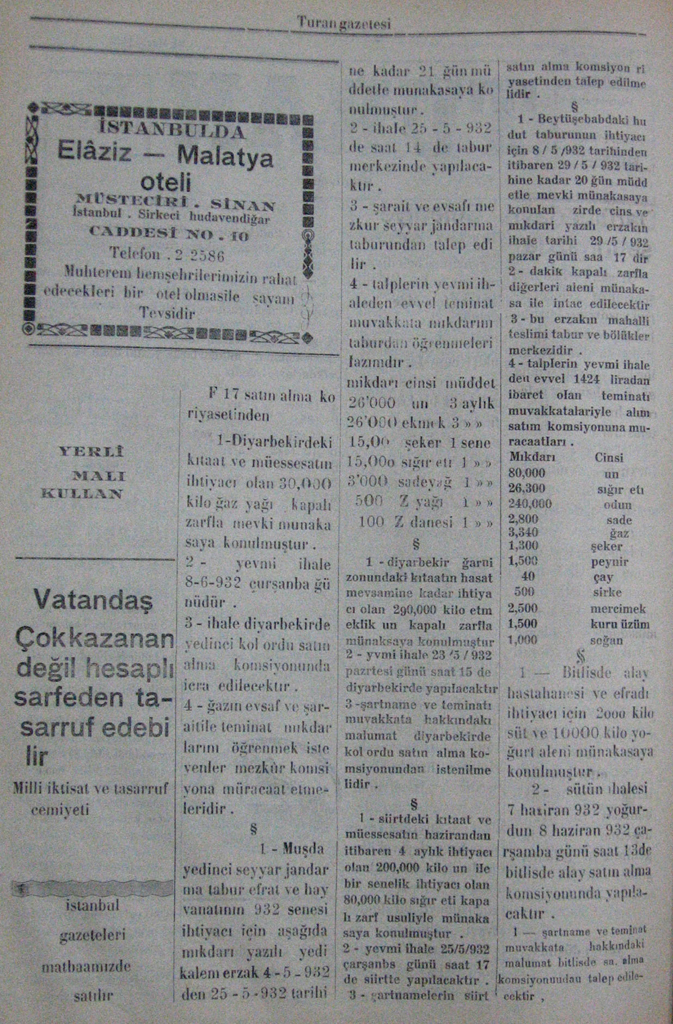 Turan gazetesi
İSTANBULDA
Elâziz — Malatya
oteli
MÜSTECİRİ . SİNAN
İstanbul . Sirkeci hudavendiğar
CADDESİ NO . 10
Telefon . 2 2586
Muhterem hemşehrilerimizin rahat
edecekleri bir otel olmasile şayanı
Tevsidir
YERLİ
MALI
KULLAN
Vatandaş
Çok kazanan
değil hesaplı
sarfeden ta-
sarruf edebi
lir
Milli iktisat ve tasarruf
cemiyeti
istanbul
gazeteleri
matbaamızde
satılır
F 17 satın alma ko
riyasetinden
1-Diyarbekirdeki
kıtaat ve müessesatın
ihtiyacı olan 30,000
kilo ğaz yağı kapalı
zarfla mevki munaka
saya konulmuştur .
2 - yevmi ihale
8-6-932 çurşanba ğü
nüdür .
3 - ihale diyarbekirde
yedinci kol ordu satın
alma komsiyonunda
icra edilecektir .
4 - ğazın evsaf ve şar-
aitile teminat mıkdar
larını öğrenmek iste
yenler mezkûr komsi
yona müracaat etme-
leridir .
§
1 - Muşda
yedinci seyyar jandar
ma tabur efrat ve hay
vanatının 932 senesi
ihtiyacı için aşağıda
mıkdarı yazılı yedi
kalem erzak 4 - 5 - 932
den 25 - 5 - 932 tarihi
ne kadar 21 ğün mü
ddetle munakasaya ko
nulmuştur .
2 - ihale 25 - 5 - 932
de saat 14 de tabur
merkezinde yapılaca-
ktır .
3 - şarait ve evsafı me
zkur seyyar jandarma
taburundan talep edi
lir .
4 - talplerin yevmi ih-
aleden evvel teminat
muvakkata mıkdarını
taburdan öğrenmeleri
lazımdır .
mikdarı cinsi müddet
26'000 un 3 aylık
26'000 ekmek 3 » »
15,00 şeker 1 sene
15,00o sığır eti 1 » »
3'000 sadeyağ 1 » »
500 Z yağı 1 » »
100 Z danesi 1 » »
§
1 - diyarbekir ğarni
zonundaki kıtaatın hasat
mevsamine kadar ihtiya
cı olan 290,000 kilo etm
eklik un kapalı zarfla
münakaaya konulmuştur
2 - yvmi ihale 23 /5 / 932
pazrtesi günü saat 15 de
diyarbekirde yapılacaktır
3 -şartname ve teminatı
muvakkata hakkındakı
malumat diyarbekirde
kol ordu satın alma ko-
msiyonundan istenilme
lidir .
§
1 - siirtdeki kıtaat ve
müessesatın hazirandan
itibaren 4 aylık ihtiyacı
olan 200,000 kilo un ile
bir senelik ihtiyacı olan
80,000 kilo sığır eti kapa
lı zarf usuliyle münaka
saya konulmuştur .
2 - yevmi ihale 25/5/932
çarşanba günü saat 17
de siirtte yapılacaktır .
3 - şartnamelerin siirt
satın alma komsiyon ri
yasetinden talep edilme
lidir .
§
1 - Beytüşebabdaki hu
dut taburunun ihtiyacı
için 8 / 5 /932 tarihinden
itibaren 29 / 5 / 932 tari-
hine kadar 20 ğün müdd
etle mevki münakasaya
konulan zirde cins ve
mıkdari yazılı erzakın
ihale tarihi 29 /5 / 932
pazar günü saa 17 dir
2 - dakik kapalı zarfla
diğerleri aleni münaka-
sa ile intac edilecektir
3 - bu erzakın mahalli
teslimi tabur ve bölükler
merkezidir .
4 - talplerin yevmi ihale
den evvel 1424 liradan
ibaret olan teminatı
muvakkatalariyle alım
satım komsiyonuna mu-
racaatları .
Mıkdarı Cinsi
80,000 un
26,300 sığır eti
240,000 odun
2,800 sade
3,340 ğaz
1,300 şeker
1,500 peynir
40 çay
500 sirke
2,500 mercimek
1,500 kuru üzüm
1,000 soğan
§
1 — Bitlisde alay
hastahanesi ve efradı
ihtiyacı için 2000 kilo
süt ve 10000 kilo yo-
ğurt aleni münakasaya
konulmuştur .
2 - sütün ihalesi
7 haziran 932 yoğur-
dun 8 haziran 932 ça-
rşamba günü saat 13de
bitlisde alay satın alma
komsiyonunda yapıla-
caktır .
1 — şartname ve teminat
muvakkata hakkındaki
malumat bitlisde sa. alma
komsiyonundan talep edile-
cektir ,